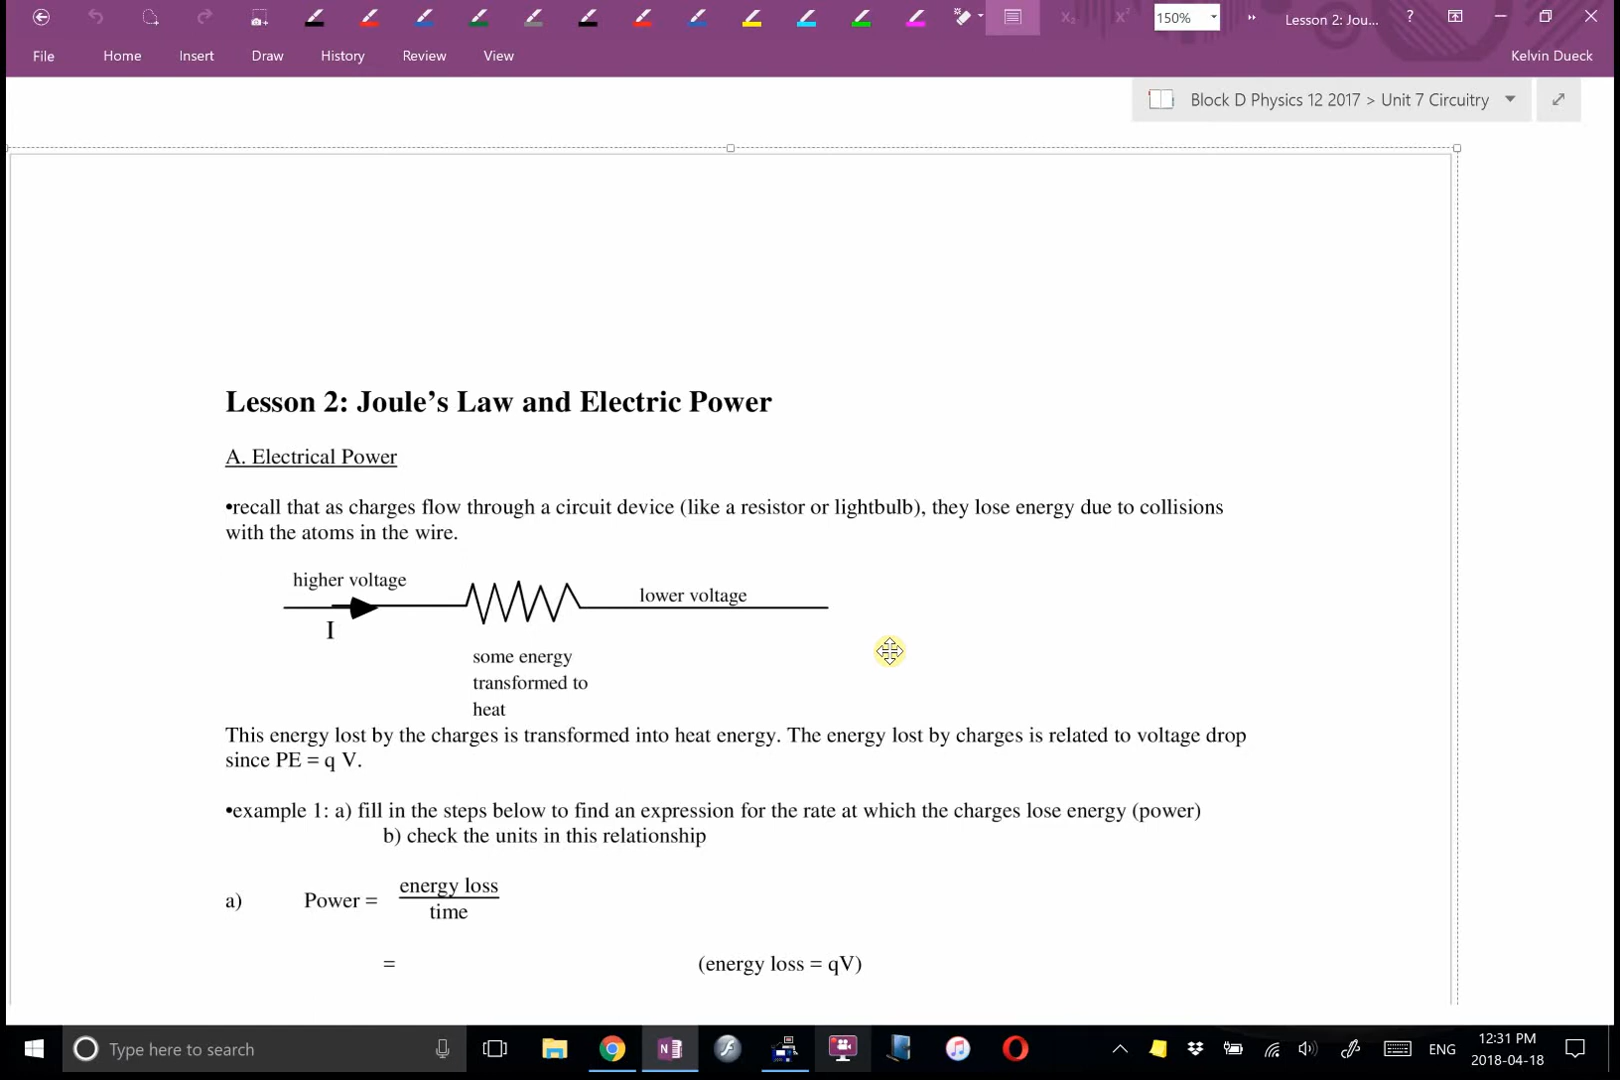 150%
Lesson 2: Jou...
?
File Home Insert Draw History Review View
Kelvin Dueck
Block D Physics 12 2017 > Unit 7 Circuitry
Lesson 2: Joule's Law and Electric Power
A. Electrical Power
•recall that as charges flow through a circuit device (like a resistor or lightbulb), they lose energy due to collisions
with the atoms in the wire.
higher voltage
lower voltage
I
some energy
transformed to
heat
This energy lost by the charges is transformed into heat energy. The energy lost by charges is related to voltage drop
since PE = q V.
•example 1: a) fill in the steps below to find an expression for the rate at which the charges lose energy (power)
b) check the units in this relationship
a) Power = energy loss
time
= (energy loss = qV)
Type here to search
ENG
12:31 PM
2018-04-18